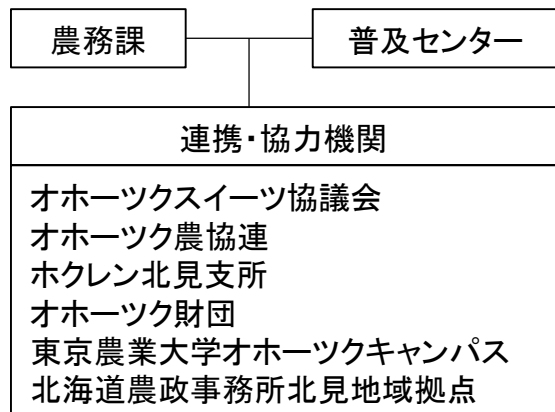 農務課
普及センター
連携・協力機関
オホーツクスイーツ協議会
オホーツク農協連
ホクレン北見支所
オホーツク財団
東京農業大学オホーツクキャンパス
北海道農政事務所北見地域拠点